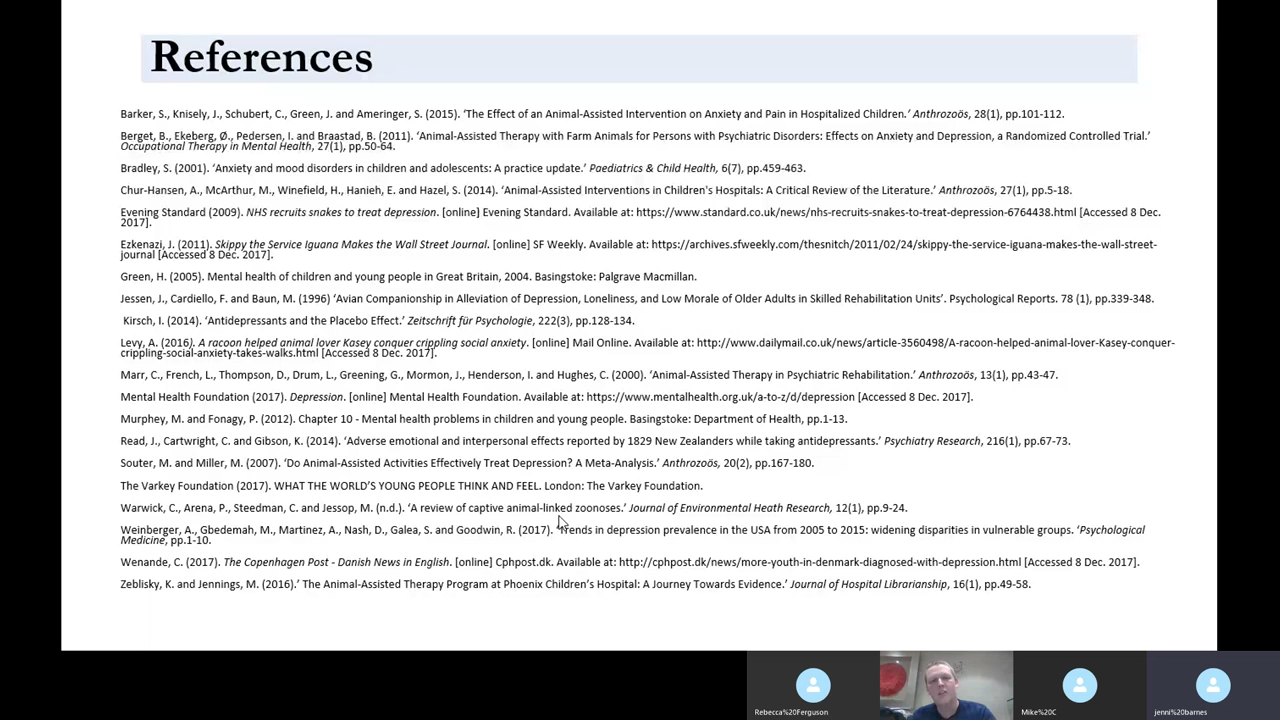 References
Barker, S., Knisely, J., Schubert, C., Green, J. and Ameringer, S. (2015). ‘The Effect of an Animal-Assisted Intervention on Anxiety and Pain in Hospitalized Children.’ Anthrozoös, 28(1), pp.101-112.
Berget, B., Ekeberg, Ø., Pedersen, I. and Braastad, B. (2011). ‘Animal-Assisted Therapy with Farm Animals for Persons with Psychiatric Disorders: Effects on Anxiety and Depression, a Randomized Controlled Trial.’
Occupational Therapy in Mental Health, 27(1), pp.50-64.
Bradley, S. (2001). ‘Anxiety and mood disorders in children and adolescents: A practice update.’ Paediatrics & Child Health, 6(7), pp.459-463.
Chur-Hansen, A., McArthur, M., Winefield, H., Hanieh, E. and Hazel, S. (2014). ‘Animal-Assisted Interventions in Children's Hospitals: A Critical Review of the Literature.’ Anthrozoös, 27(1), pp.5-18.
Evening Standard (2009). NHS recruits snakes to treat depression. [online] Evening Standard. Available at: https://www.standard.co.uk/news/nhs-recruits-snakes-to-treat-depression-6764438.html [Accessed 8 Dec.
2017].
Ezkenazi, J. (2011). Skippy the Service Iguana Makes the Wall Street Journal. [online] SF Weekly. Available at: https://archives.sfweekly.com/thesnitch/2011/02/24/skippy-the-service-iguana-makes-the-wall-street-
journal [Accessed 8 Dec. 2017].
Green, H. (2005). Mental health of children and young people in Great Britain, 2004. Basingstoke: Palgrave Macmillan.
Jessen, J., Cardiello, F. and Baun, M. (1996) ‘Avian Companionship in Alleviation of Depression, Loneliness, and Low Morale of Older Adults in Skilled Rehabilitation Units’. Psychological Reports. 78 (1), pp.339-348.
Kirsch, I. (2014). ‘Antidepressants and the Placebo Effect.’ Zeitschrift für Psychologie, 222(3), pp.128-134.
Levy, A. (2016). A racoon helped animal lover Kasey conquer crippling social anxiety. [online] Mail Online. Available at: http://www.dailymail.co.uk/news/article-3560498/A-racoon-helped-animal-lover-Kasey-conquer-
crippling-social-anxiety-takes-walks.html [Accessed 8 Dec. 2017].
Marr, C., French, L., Thompson, D., Drum, L., Greening, G., Mormon, J., Henderson, I. and Hughes, C. (2000). ‘Animal-Assisted Therapy in Psychiatric Rehabilitation.’ Anthrozoös, 13(1), pp.43-47.
Mental Health Foundation (2017). Depression. [online] Mental Health Foundation. Available at: https://www.mentalhealth.org.uk/a-to-z/d/depression [Accessed 8 Dec. 2017].
Murphey, M. and Fonagy, P. (2012). Chapter 10 - Mental health problems in children and young people. Basingstoke: Department of Health, pp.1-13.
Read, J., Cartwright, C. and Gibson, K. (2014). ‘Adverse emotional and interpersonal effects reported by 1829 New Zealanders while taking antidepressants.’ Psychiatry Research, 216(1), pp.67-73.
Souter, M. and Miller, M. (2007). ‘Do Animal-Assisted Activities Effectively Treat Depression? A Meta-Analysis.’ Anthrozoös, 20(2), pp.167-180.
The Varkey Foundation (2017). WHAT THE WORLD’S YOUNG PEOPLE THINK AND FEEL. London: The Varkey Foundation.
Warwick, C., Arena, P., Steedman, C. and Jessop, M. (n.d.). ‘A review of captive animal-linked zoonoses.’ Journal of Environmental Heath Research, 12(1), pp.9-24.
Weinberger, A., Gbedemah, M., Martinez, A., Nash, D., Galea, S. and Goodwin, R. (2017). ‘Trends in depression prevalence in the USA from 2005 to 2015: widening disparities in vulnerable groups. ‘Psychological
Medicine, pp.1-10.
Wenande, C. (2017). The Copenhagen Post - Danish News in English. [online] Cphpost.dk. Available at: http://cphpost.dk/news/more-youth-in-denmark-diagnosed-with-depression.html [Accessed 8 Dec. 2017].
Zeblisky, K. and Jennings, M. (2016).‘ The Animal-Assisted Therapy Program at Phoenix Children’s Hospital: A Journey Towards Evidence.’ Journal of Hospital Librarianship, 16(1), pp.49-58.
Rebecca%20Ferguson
Mike%20C
jenni%20barnes